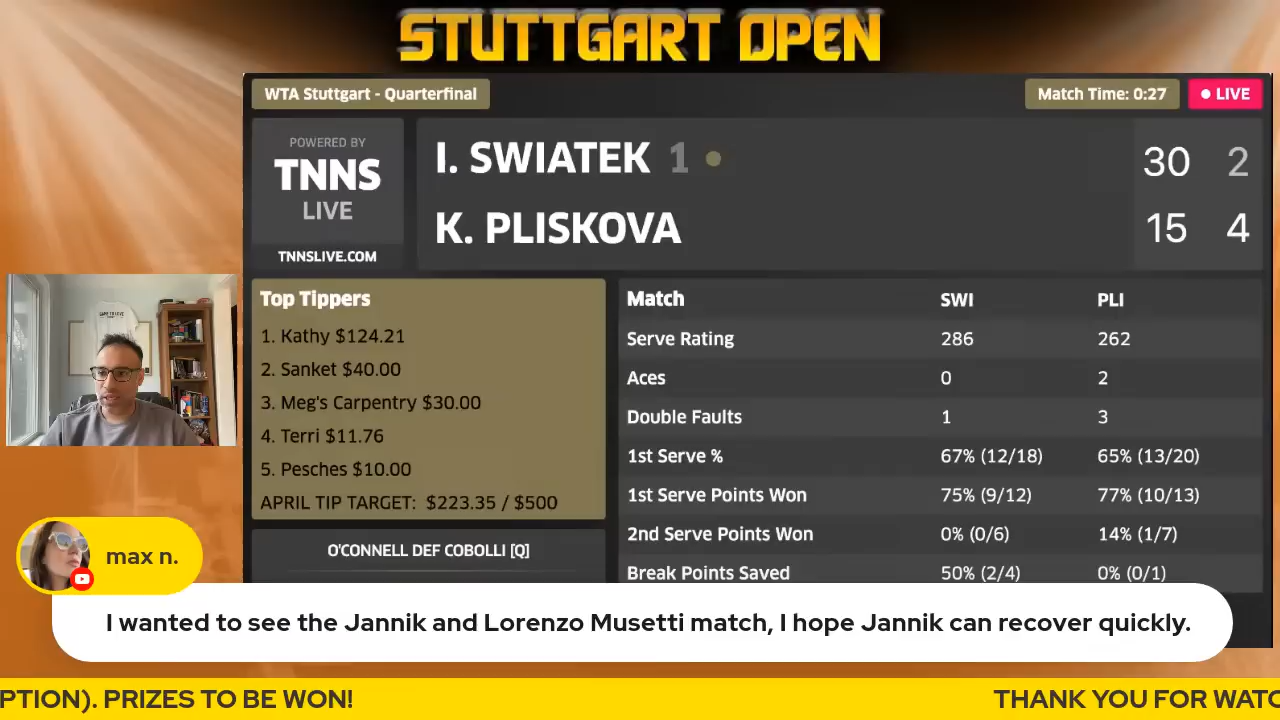 STUTTGART OPEN
WTA Stuttgart - Quarterfinal
Match Time: 0:27
LIVE
POWERED BY
TNNS
LIVE
TNNSLIVE.COM
I. SWIATEK 1 30 2
K. PLISKOVA 15 4
Top Tippers
1. Kathy $124.21
2. Sanket $40.00
3. Meg's Carpentry $30.00
4. Terri $11.76
5. Pesches $10.00
APRIL TIP TARGET: $223.35 / $500
O'CONNELL DEF COBOLLI [Q]
Match SWI PLI
Serve Rating 286 262
Aces 0 2
Double Faults 1 3
1st Serve % 67% (12/18) 65% (13/20)
1st Serve Points Won 75% (9/12) 77% (10/13)
2nd Serve Points Won 0% (0/6) 14% (1/7)
Break Points Saved 50% (2/4) 0% (0/1)
max n.
I wanted to see the Jannik and Lorenzo Musetti match, I hope Jannik can recover quickly.
PTION). PRIZES TO BE WON! THANK YOU FOR WATC